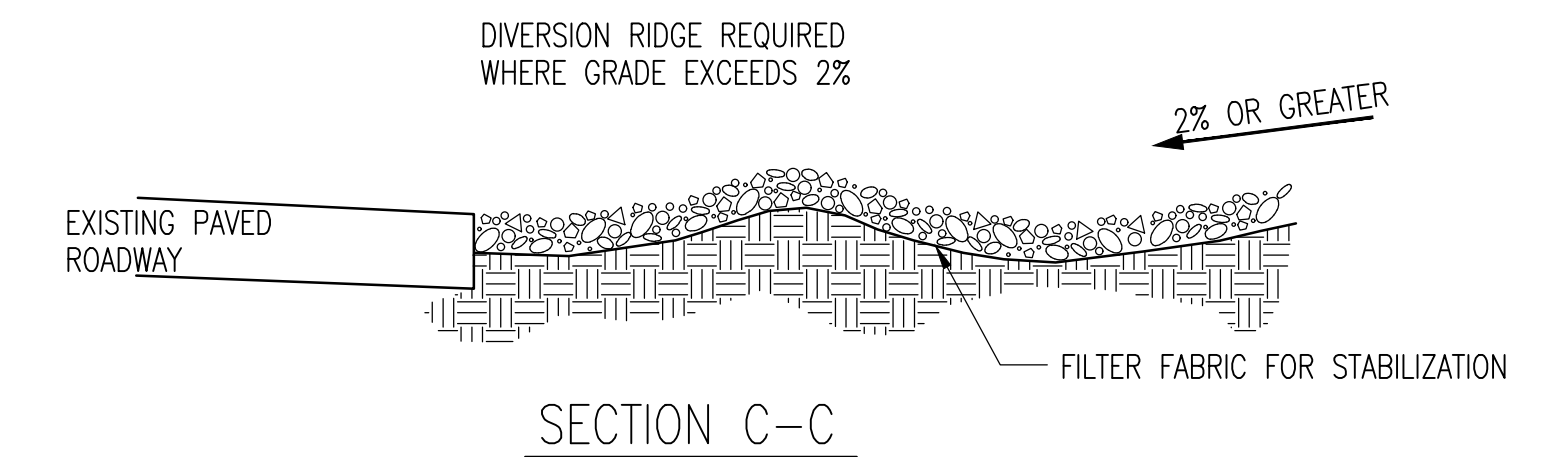 DIVERSION RIDGE REQUIRED
WHERE GRADE EXCEEDS 2%
2% OR GREATER
EXISTING PAVED
ROADWAY
FILTER FABRIC FOR STABILIZATION
SECTION C-C